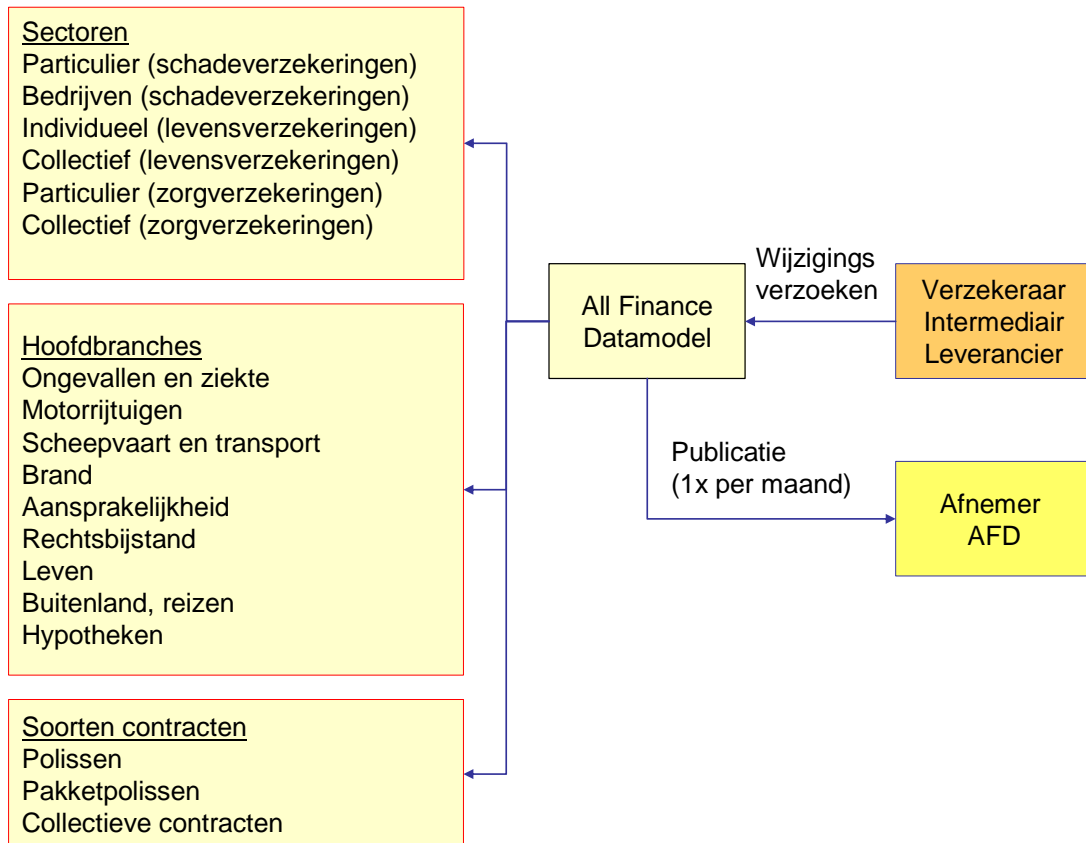 Sectoren
Particulier (schadeverzekeringen)
Bedrijven (schadeverzekeringen)
Individueel (levensverzekeringen)
Collectief (levensverzekeringen)
Particulier (zorgverzekeringen)
Collectief (zorgverzekeringen)
Hoofdbranches
Ongevallen en ziekte
Motorrijtuigen
Scheepvaart en transport
Brand
Aansprakelijkheid
Rechtsbijstand
Leven
Buitenland, reizen
Hypotheken
Soorten contracten
Polissen
Pakketpolissen
Collectieve contracten
All Finance
Datamodel
Wijzigings
verzoeken
Verzekeraar
Intermediair
Leverancier
Publicatie
(1x per maand)
Afnemer
AFD